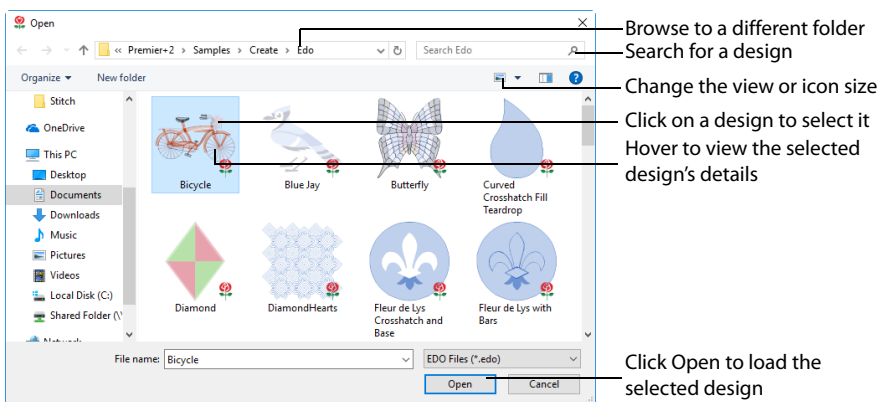 Open
Browse to a different folder
« Premier+2 › Samples › Create › Edo
Search Edo
Search for a design
Organize
New folder
Change the view or icon size
Stitch
OneDrive
This PC
Desktop
Documents
Downloads
Music
Pictures
Videos
Local Disk (C:)
Shared Folder (\\
Network
Click on a design to select it
Hover to view the selected
design's details
Bicycle
Blue Jay
Butterfly
Curved
Crosshatch Fill
Teardrop
Diamond
DiamondHearts
Fleur de Lys
Crosshatch and
Base
Fleur de Lys with
Bars
File name: Bicycle
EDO Files (*.edo)
Open
Cancel
Click Open to load the
selected design